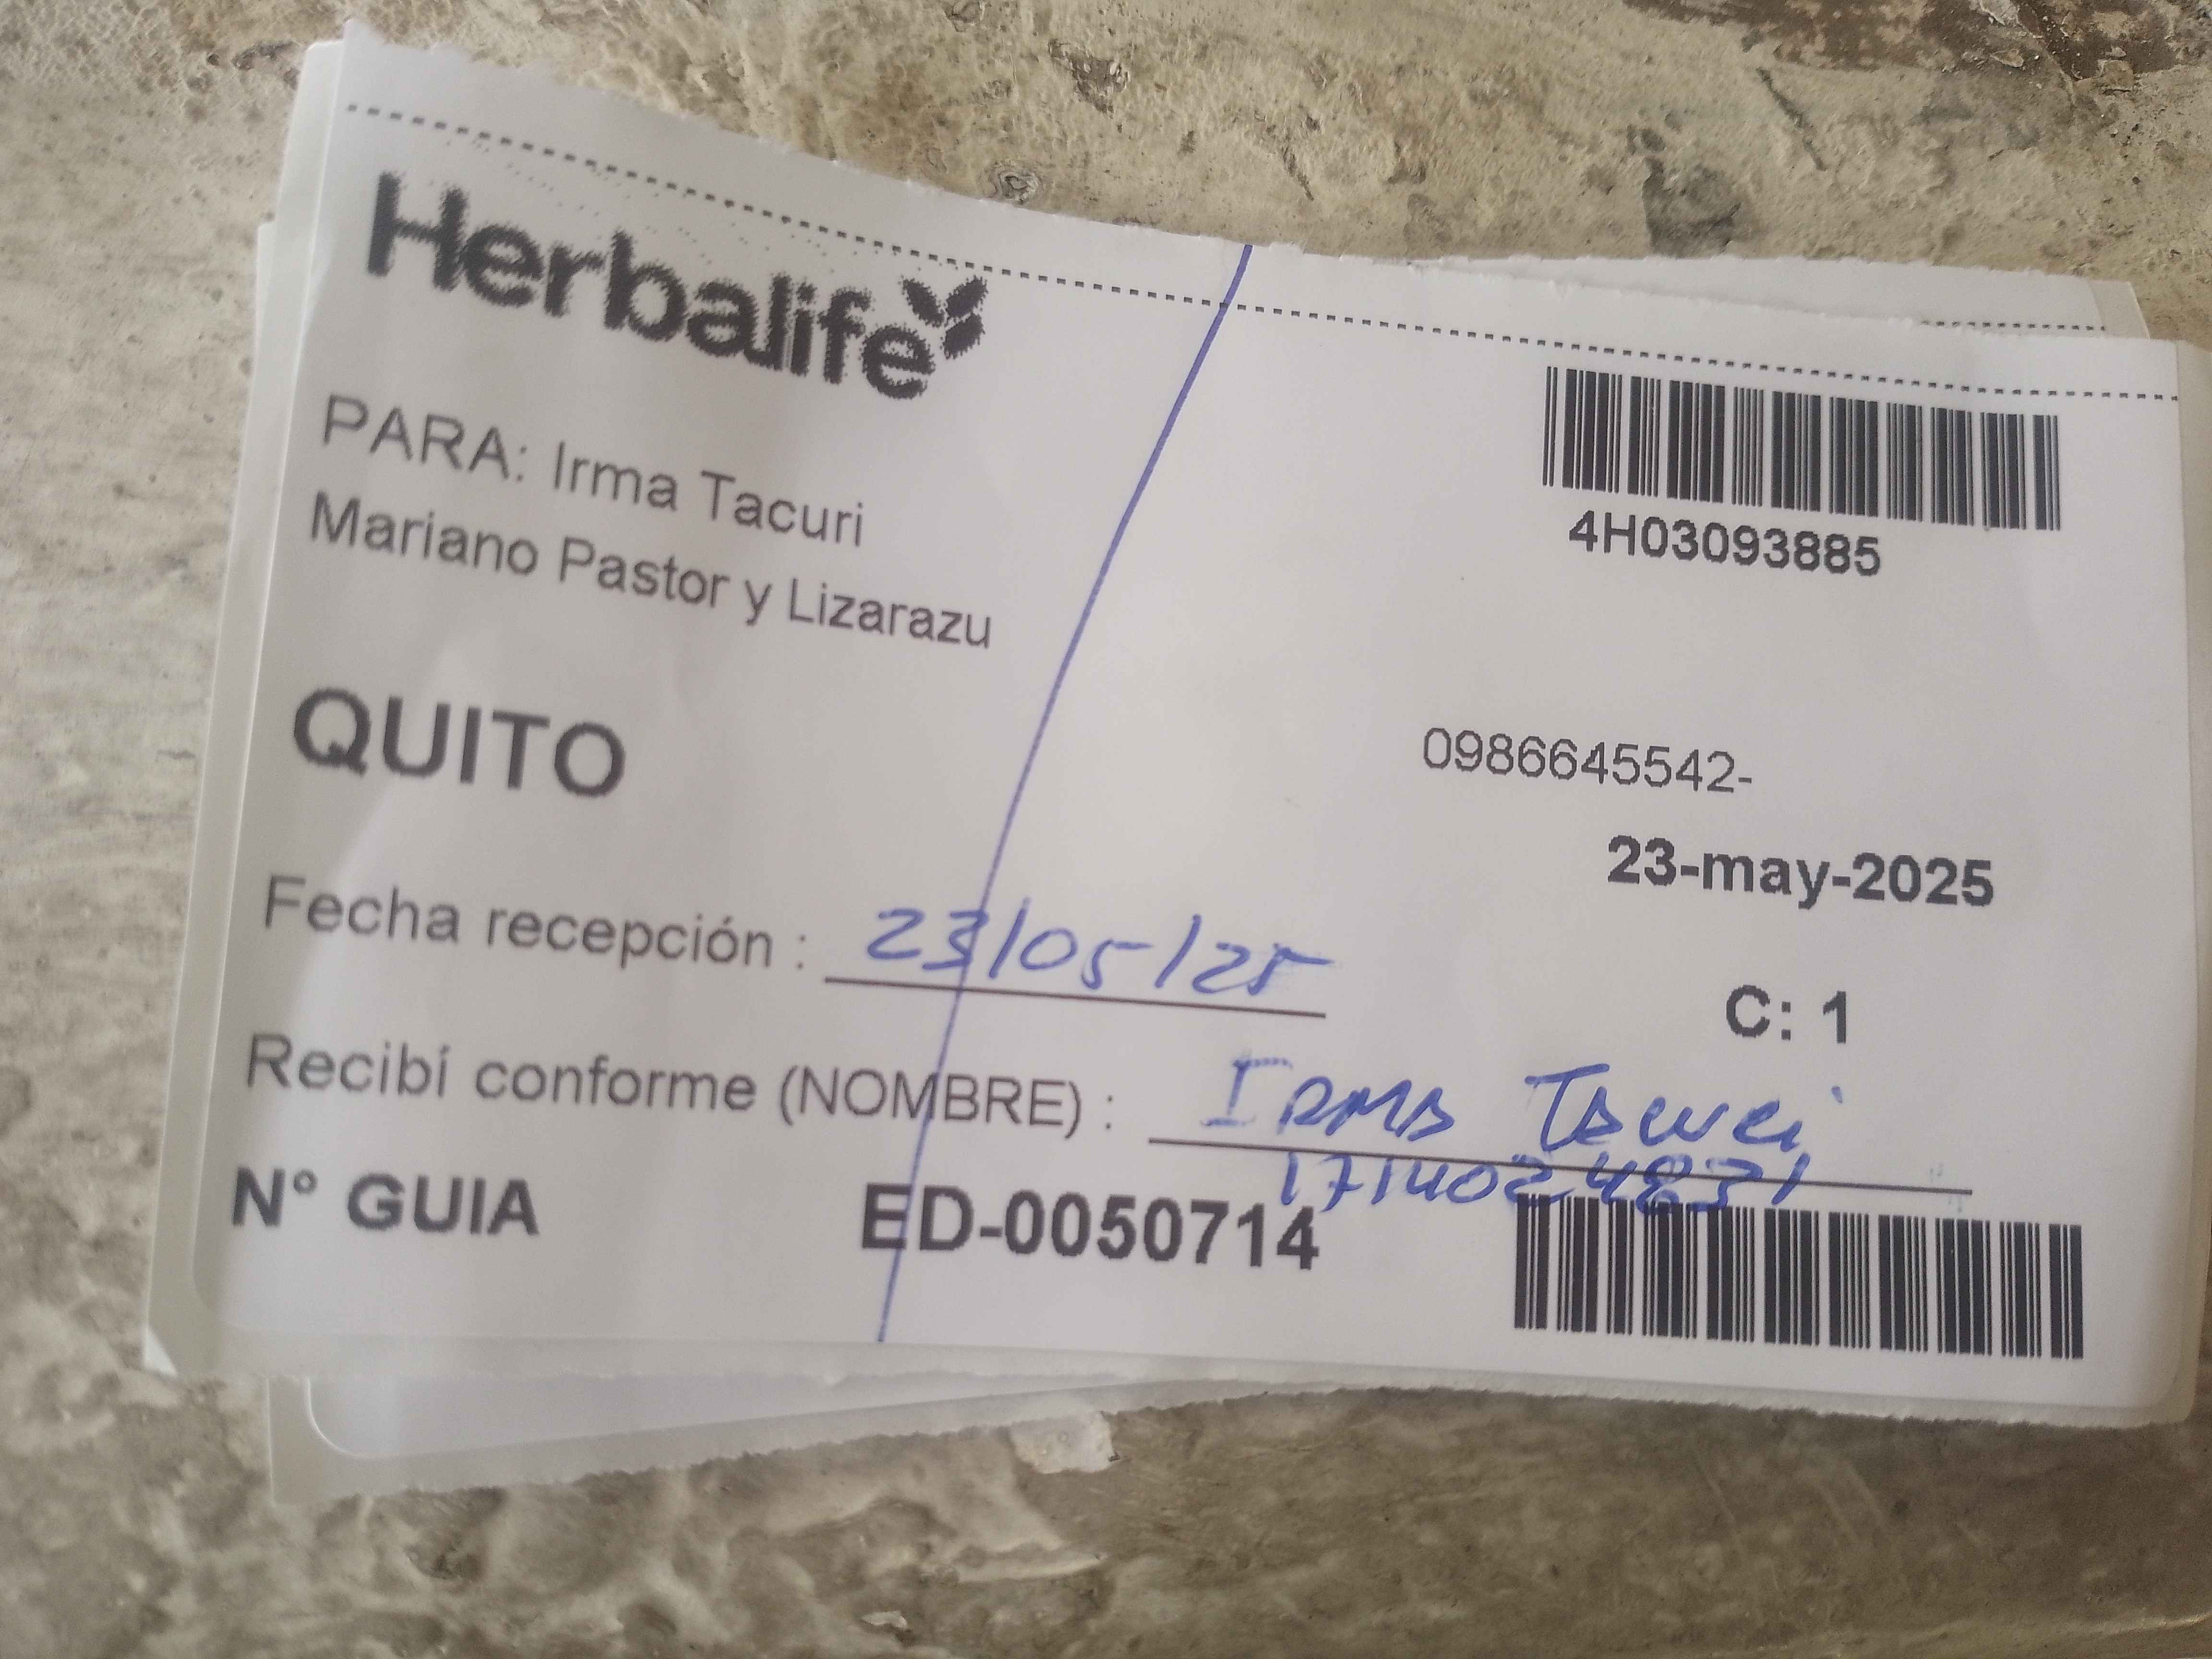 Herbalife
PARA: Irma Tacuri
Mariano Pastor y Lizarazu
QUITO
4H03093885
0986645542-
23-may-2025
C: 1
Fecha recepción : 23/05/25
Recibí conforme (NOMBRE) : IRMA Tacuri
1714024831
N° GUIA ED-0050714